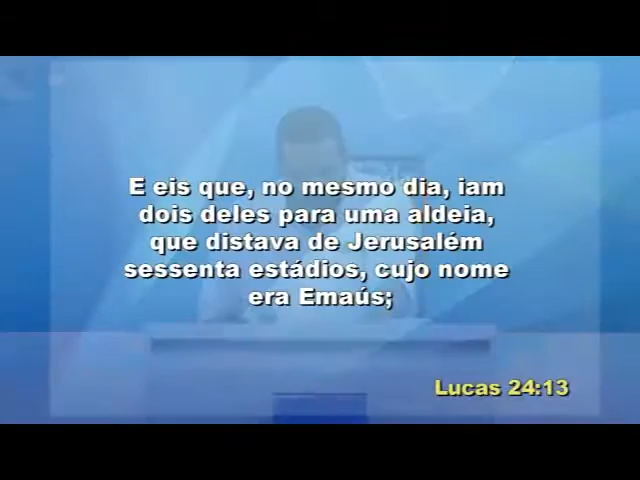 E eis que, no mesmo dia, iam
dois deles para uma aldeia,
que distava de Jerusalém
sessenta estádios, cujo nome
era Emaús;
Lucas 24:13